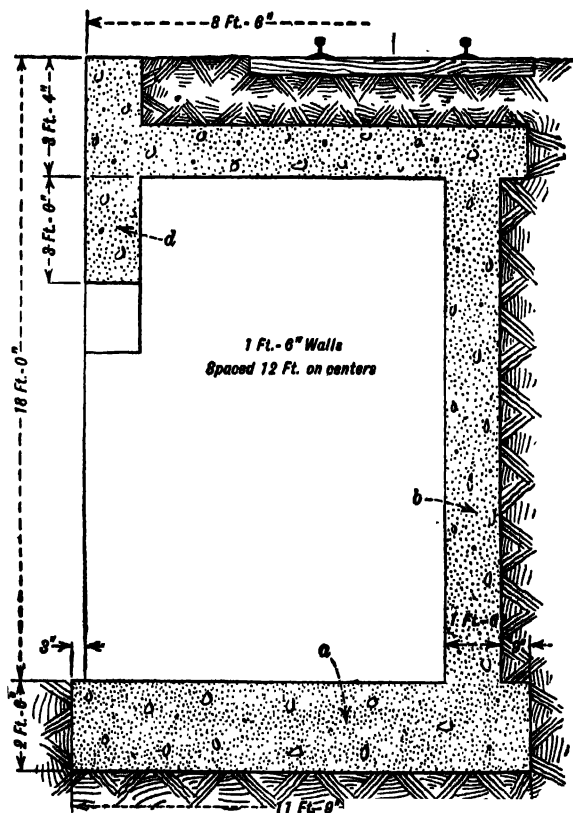 8 Ft.-6"
3 Ft.-4"
3 Ft.-0"
d
18 Ft.-0"
1 Ft.-6" Walls
Spaced 12 Ft. on centers
b
1 Ft.-6
3"
a
2 Ft.-6"
11 Ft.-9"